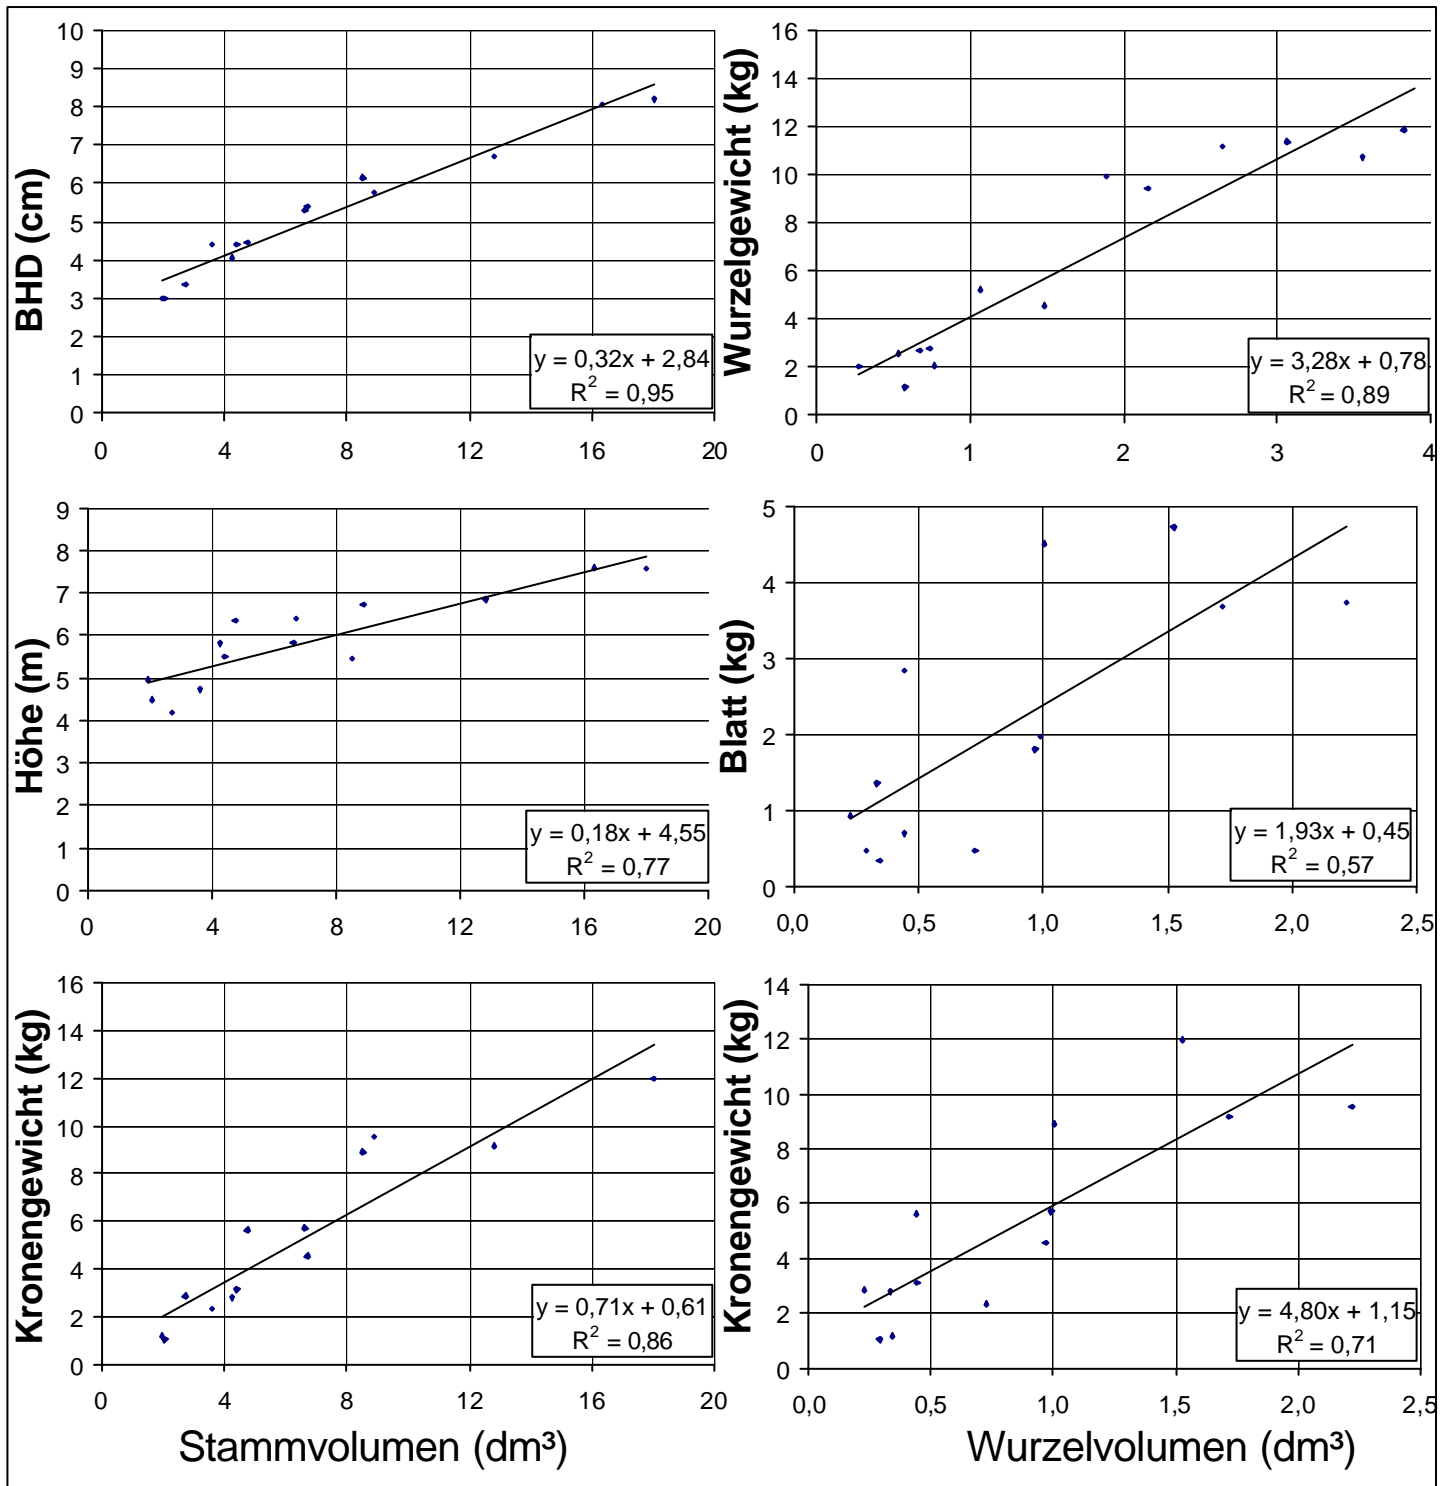 BHD (cm)
10
9
8
7
6
5
4
3
2
1
0
0 4 8 12 16 20
y = 0,32x + 2,84
R² = 0,95
Wurzelgewicht (kg)
16
14
12
10
8
6
4
2
0
0 1 2 3 4
y = 3,28x + 0,78
R² = 0,89
Höhe (m)
9
8
7
6
5
4
3
2
1
0
0 4 8 12 16 20
y = 0,18x + 4,55
R² = 0,77
Blatt (kg)
5
4
3
2
1
0
0,0 0,5 1,0 1,5 2,0 2,5
y = 1,93x + 0,45
R² = 0,57
Kronengewicht (kg)
16
14
12
10
8
6
4
2
0
0 4 8 12 16 20
y = 0,71x + 0,61
R² = 0,86
Stammvolumen (dm³)
Kronengewicht (kg)
14
12
10
8
6
4
2
0
0,0 0,5 1,0 1,5 2,0 2,5
y = 4,80x + 1,15
R² = 0,71
Wurzelvolumen (dm³)